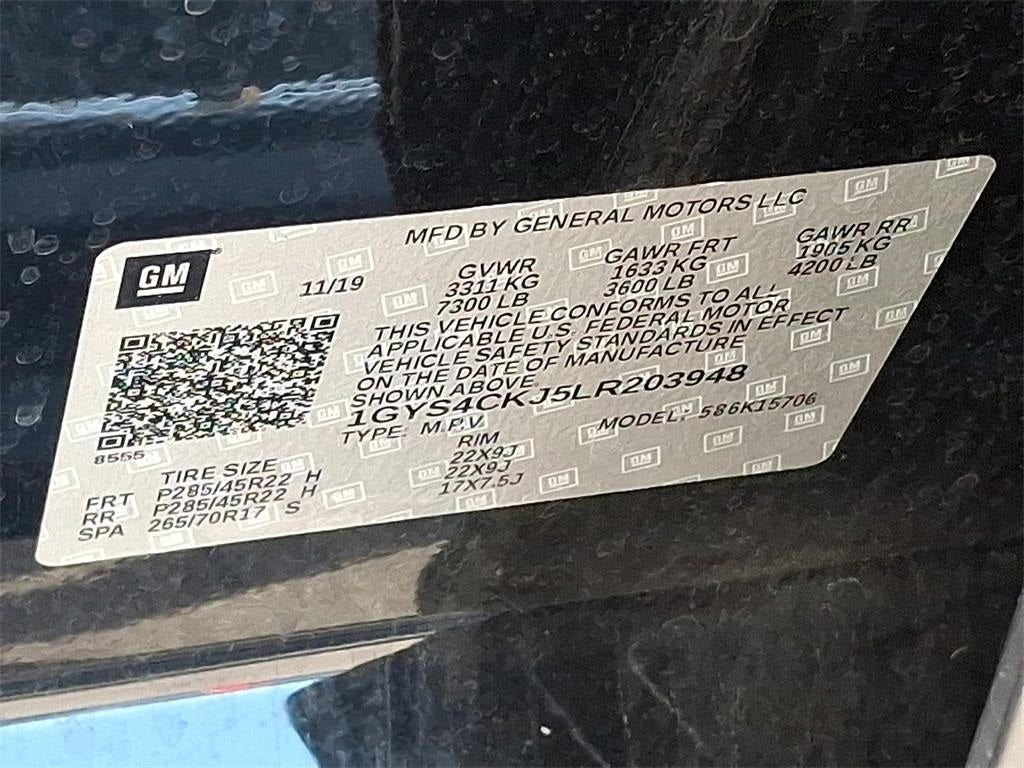 MFD BY GENERAL MOTORS LLC
GM
11/19
GVWR
3311 KG
7300 LB
GAWR FRT
1633 KG
3600 LB
GAWR RR
1905 KG
4200 LB
THIS VEHICLE CONFORMS TO ALL
APPLICABLE U.S. FEDERAL MOTOR
VEHICLE SAFETY STANDARDS IN EFFECT
ON THE DATE OF MANUFACTURE
SHOWN ABOVE
1GYS4CKJ5LR203948
TYPE: M.P.V. MODEL: 586K15706
8555
TIRE SIZE RIM
FRT P285/45R22 H 22X9J
RR P285/45R22 H 22X9J
SPA 265/70R17 S 17X7.5J